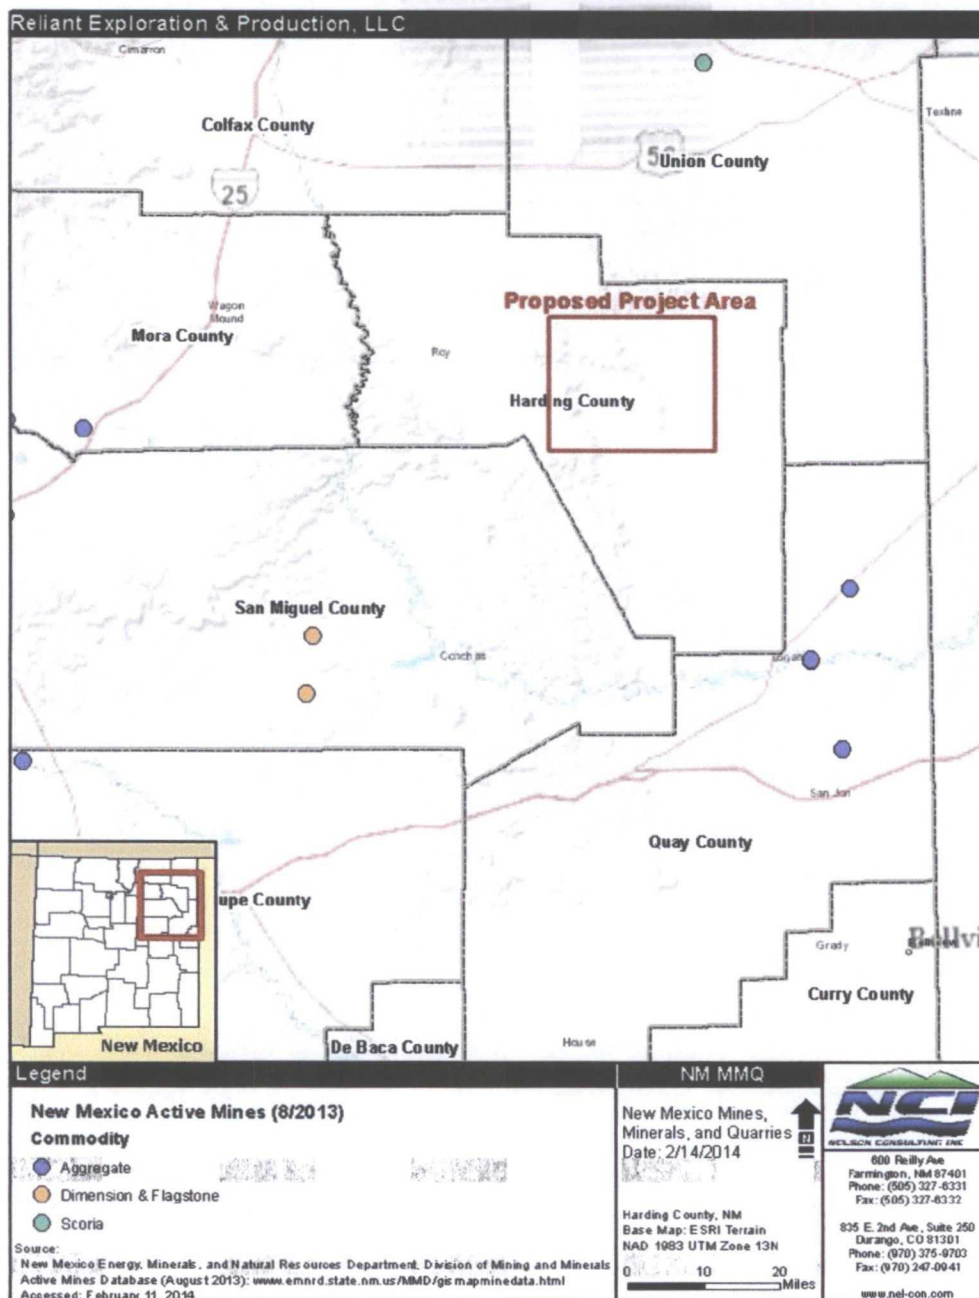 Reliant Exploration & Production, LLC
Cimarron
Colfax County
Texline
Union County
25
Wagon
Mound
Mora County
Proposed Project Area
Roy
Harding County
San Miguel County
Conchas
Logan
San Jon
Quay County
upe County
Grady
Bellvi
Curry County
New Mexico
De Baca County
House
Legend
New Mexico Active Mines (8/2013)
Commodity
Aggregate
Dimension & Flagstone
Scoria
Source:
New Mexico Energy, Minerals, and Natural Resources Department, Division of Mining and Minerals
Active Mines Database (August 2013): www.emnrd.state.nm.us/MMD/gismapminedata.html
Accessed: February 11, 2014
NM MMQ
New Mexico Mines,
Minerals, and Quarries
Date: 2/14/2014
N
Harding County, NM
Base Map: ESRI Terrain
NAD 1983 UTM Zone 13N
0 10 20
Miles
NCI
NELSON CONSULTING INC
600 Reilly Ave
Farmington, NM 87401
Phone: (505) 327-6331
Fax: (505) 327-6332
835 E. 2nd Ave, Suite 250
Durango, CO 81301
Phone: (970) 375-9703
Fax: (970) 247-0941
www.nel-con.com